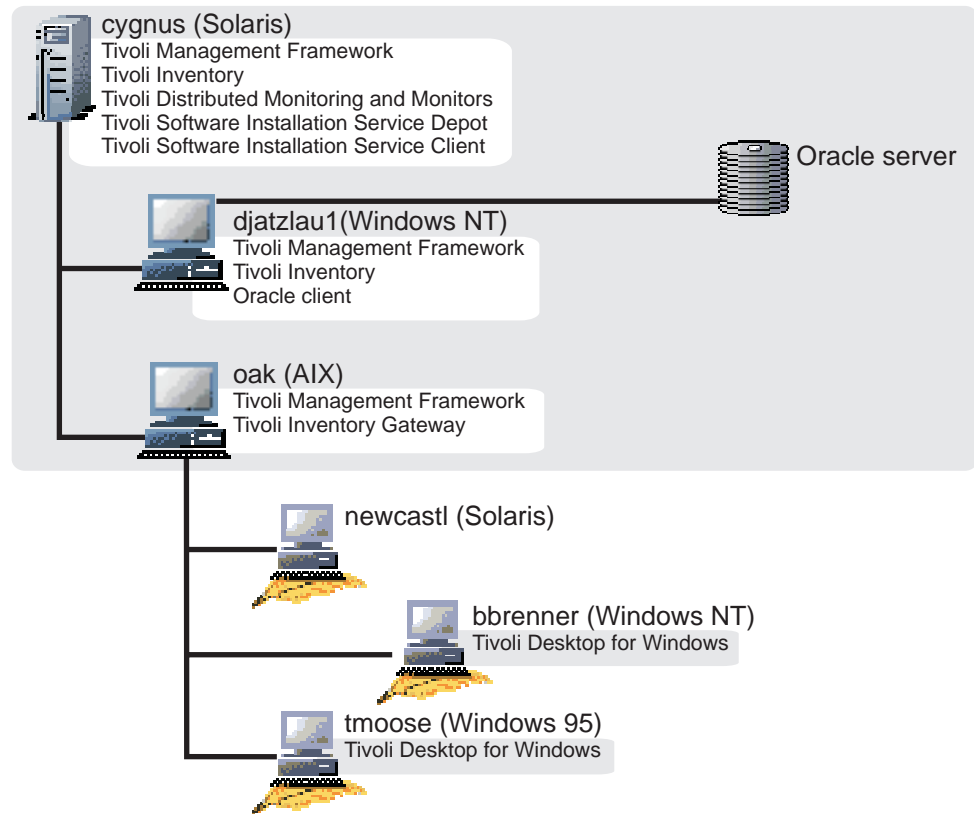 cygnus (Solaris)
Tivoli Management Framework
Tivoli Inventory
Tivoli Distributed Monitoring and Monitors
Tivoli Software Installation Service Depot
Tivoli Software Installation Service Client
Oracle server
djatzlau1(Windows NT)
Tivoli Management Framework
Tivoli Inventory
Oracle client
oak (AIX)
Tivoli Management Framework
Tivoli Inventory Gateway
newcastl (Solaris)
bbrenner (Windows NT)
Tivoli Desktop for Windows
tmoose (Windows 95)
Tivoli Desktop for Windows